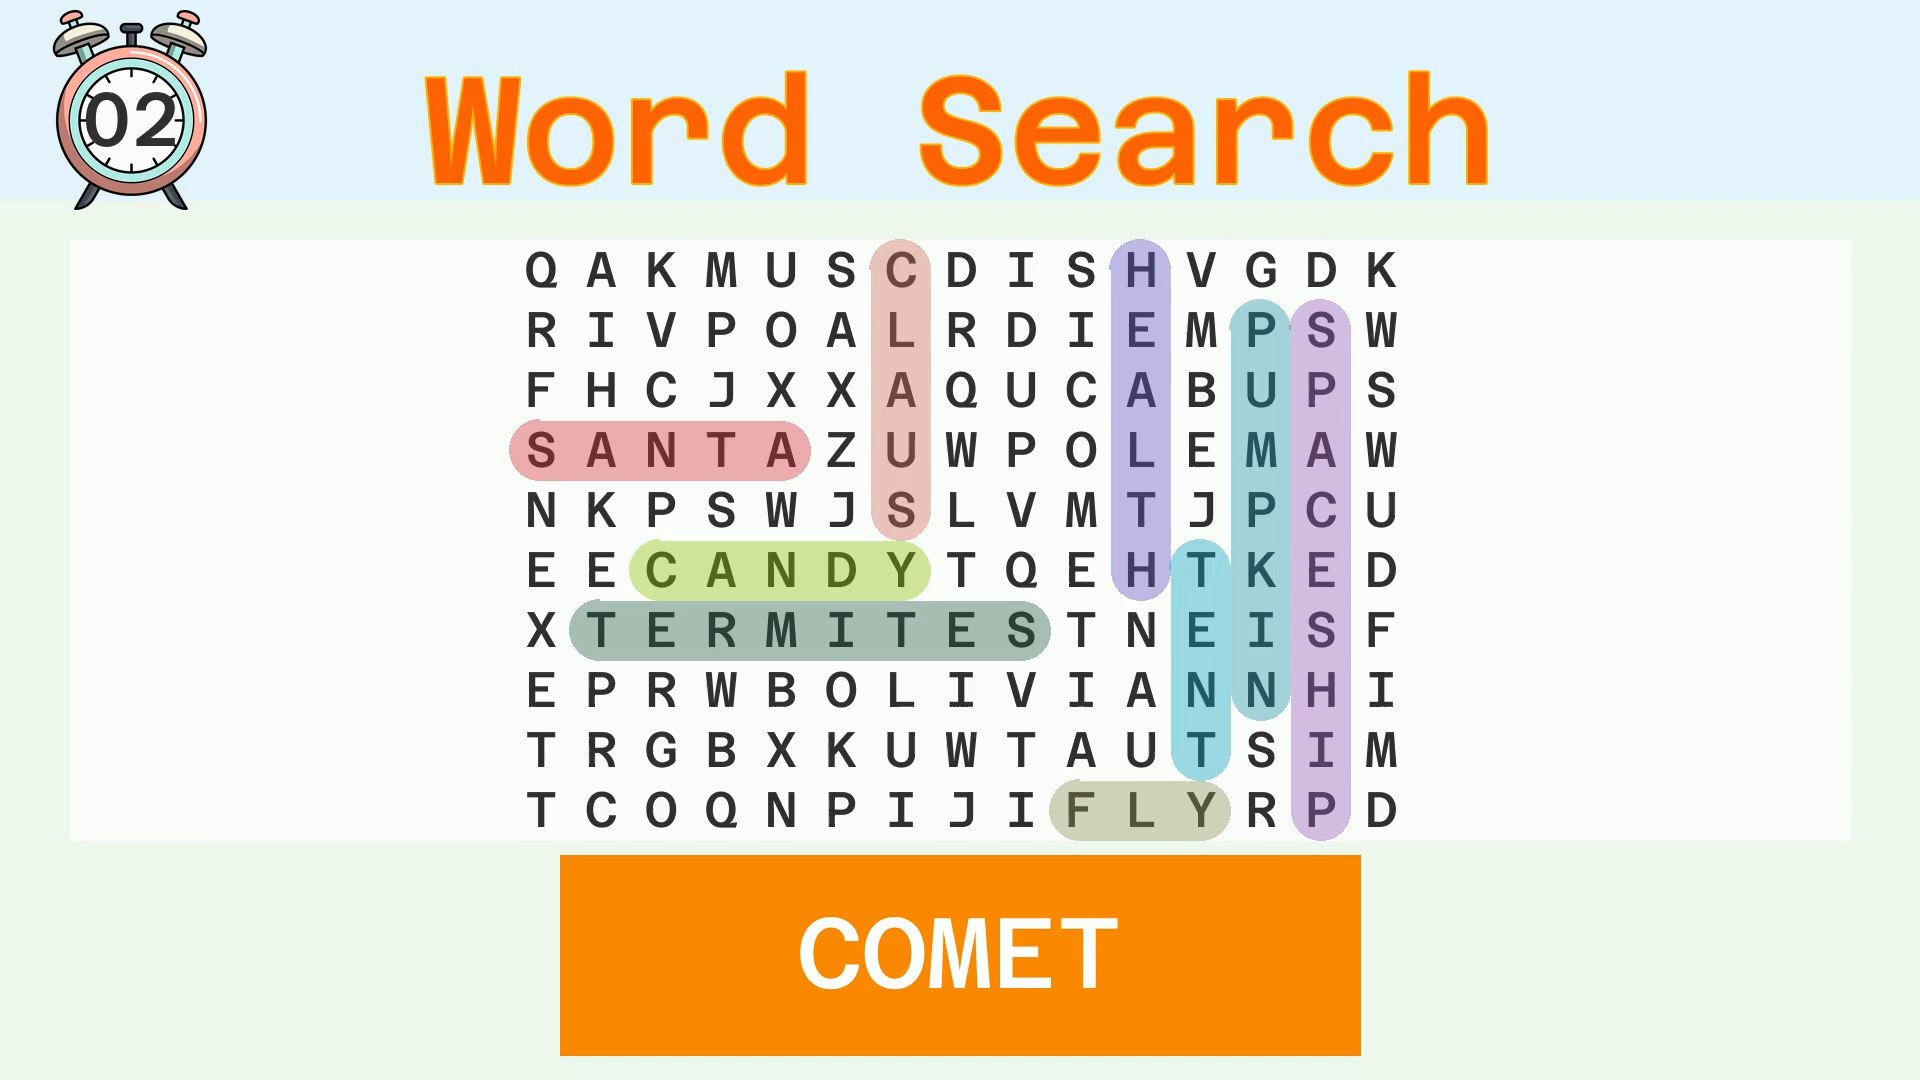 02
Word Search
Q A K M U S C D I S H V G D K
R I V P O A L R D I E M P S W
F H C J X X A Q U C A B U P S
S A N T A Z U W P O L E M A W
N K P S W J S L V M T J P C U
E E C A N D Y T Q E H T K E D
X T E R M I T E S T N E I S F
E P R W B O L I V I A N N H I
T R G B X K U W T A U T S I M
T C O Q N P I J I F L Y R P D
COMET